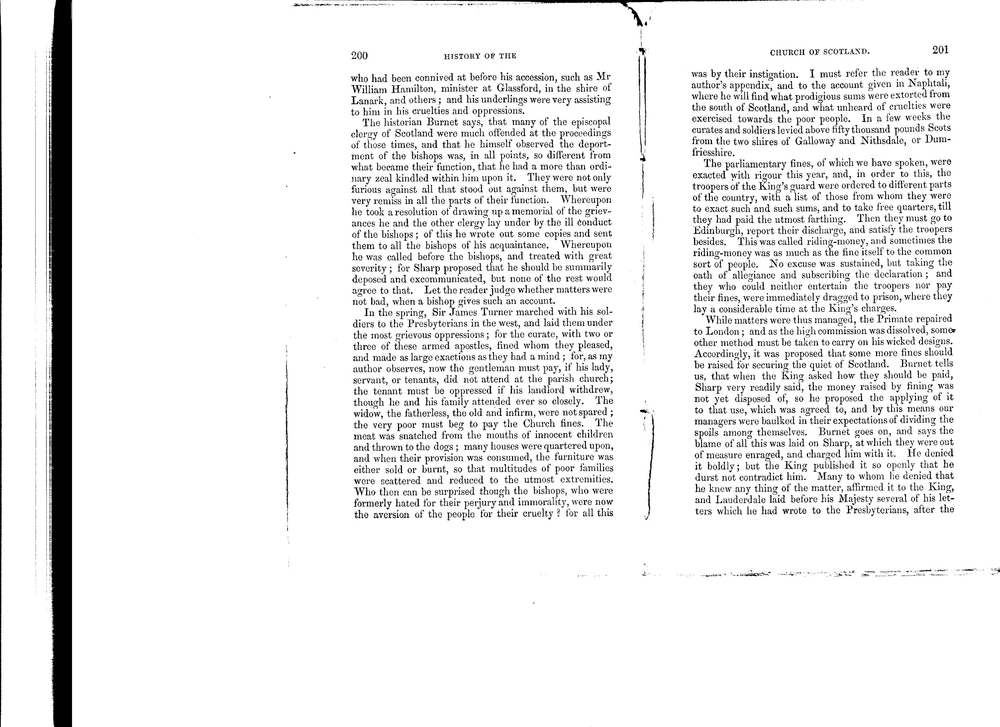 200 HISTORY OF THE
who had been connived at before his accession, such as Mr
William Hamilton, minister at Glassford, in the shire of
Lanark, and others ; and his underlings were very assisting
to him in his cruelties and oppressions.
The historian Burnet says, that many of the episcopal
clergy of Scotland were much offended at the proceedings
of those times, and that he himself observed the deport-
ment of the bishops was, in all points, so different from
what became their function, that he had a more than ordi-
nary zeal kindled within him upon it. They were not only
furious against all that stood out against them, but were
very remiss in all the parts of their function. Whereupon
he took a resolution of drawing up a memorial of the griev-
ances he and the other clergy lay under by the ill conduct
of the bishops ; of this he wrote out some copies and sent
them to all the bishops of his acquaintance. Whereupon
he was called before the bishops, and treated with great
severity ; for Sharp proposed that he should be summarily
deposed and excommunicated, but none of the rest would
agree to that. Let the reader judge whether matters were
not bad, when a bishop gives such an account.
In the spring, Sir James Turner marched with his sol-
diers to the Presbyterians in the west, and laid them under
the most grievous oppressions ; for the curate, with two or
three of these armed apostles, fined whom they pleased,
and made as large exactions as they had a mind ; for, as my
author observes, now the gentleman must pay, if his lady,
servant, or tenants, did not attend at the parish church;
the tenant must be oppressed if his landlord withdrew,
though he and his family attended ever so closely. The
widow, the fatherless, the old and infirm, were not spared ;
the very poor must beg to pay the Church fines. The
meat was snatched from the mouths of innocent children
and thrown to the dogs ; many houses were quartered upon,
and when their provision was consumed, the furniture was
either sold or burnt, so that multitudes of poor families
were scattered and reduced to the utmost extremities.
Who then can be surprised though the bishops, who were
formerly hated for their perjury and immorality, were now
the aversion of the people for their cruelty ? for all this
CHURCH OF SCOTLAND. 201
was by their instigation. I must refer the reader to my
author's appendix, and to the account given in Naphtali,
where he will find what prodigious sums were extorted from
the south of Scotland, and what unheard of cruelties were
exercised towards the poor people. In a few weeks the
curates and soldiers levied above fifty thousand pounds Scots
from the two shires of Galloway and Nithsdale, or Dum-
friesshire.
The parliamentary fines, of which we have spoken, were
exacted with rigour this year, and, in order to this, the
troopers of the King's guard were ordered to different parts
of the country, with a list of those from whom they were
to exact such and such sums, and to take free quarters, till
they had paid the utmost farthing. Then they must go to
Edinburgh, report their discharge, and satisfy the troopers
besides. This was called riding-money, and sometimes the
riding-money was as much as the fine itself to the common
sort of people. No excuse was sustained, but taking the
oath of allegiance and subscribing the declaration ; and
they who could neither entertain the troopers nor pay
their fines, were immediately dragged to prison, where they
lay a considerable time at the King's charges.
While matters were thus managed, the Primate repaired
to London ; and as the high commission was dissolved, some
other method must be taken to carry on his wicked designs.
Accordingly, it was proposed that some more fines should
be raised for securing the quiet of Scotland. Burnet tells
us, that when the King asked how they should be paid,
Sharp very readily said, the money raised by fining was
not yet disposed of, so he proposed the applying of it
to that use, which was agreed to, and by this means our
managers were baulked in their expectations of dividing the
spoils among themselves. Burnet goes on, and says the
blame of all this was laid on Sharp, at which they were out
of measure enraged, and charged him with it. He denied
it boldly ; but the King published it so openly that he
durst not contradict him. Many to whom he denied that
he knew any thing of the matter, affirmed it to the King,
and Lauderdale laid before his Majesty several of his let-
ters which he had wrote to the Presbyterians, after the